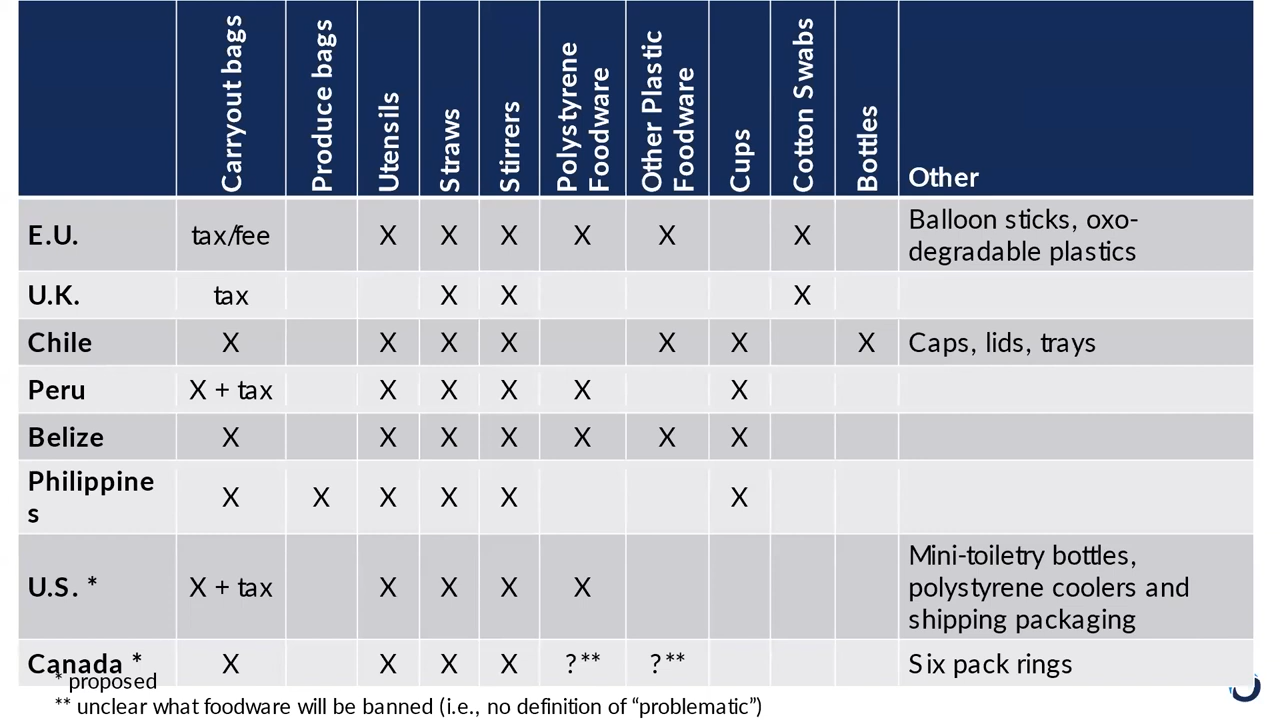 Carryout bags Produce bags Utensils Straws Stirrers Polystyrene Foodware Other Plastic Foodware Cups Cotton Swabs Bottles Other
E.U. tax/fee X X X X X X Balloon sticks, oxo-
degradable plastics
U.K. tax X X X
Chile X X X X X X X Caps, lids, trays
Peru X + tax X X X X X
Belize X X X X X X X
Philippine
s X X X X X X
U.S. * X + tax X X X X Mini-toiletry bottles,
polystyrene coolers and
shipping packaging
Canada * X X X X ?** ?** Six pack rings
* proposed
** unclear what foodware will be banned (i.e., no definition of “problematic”)